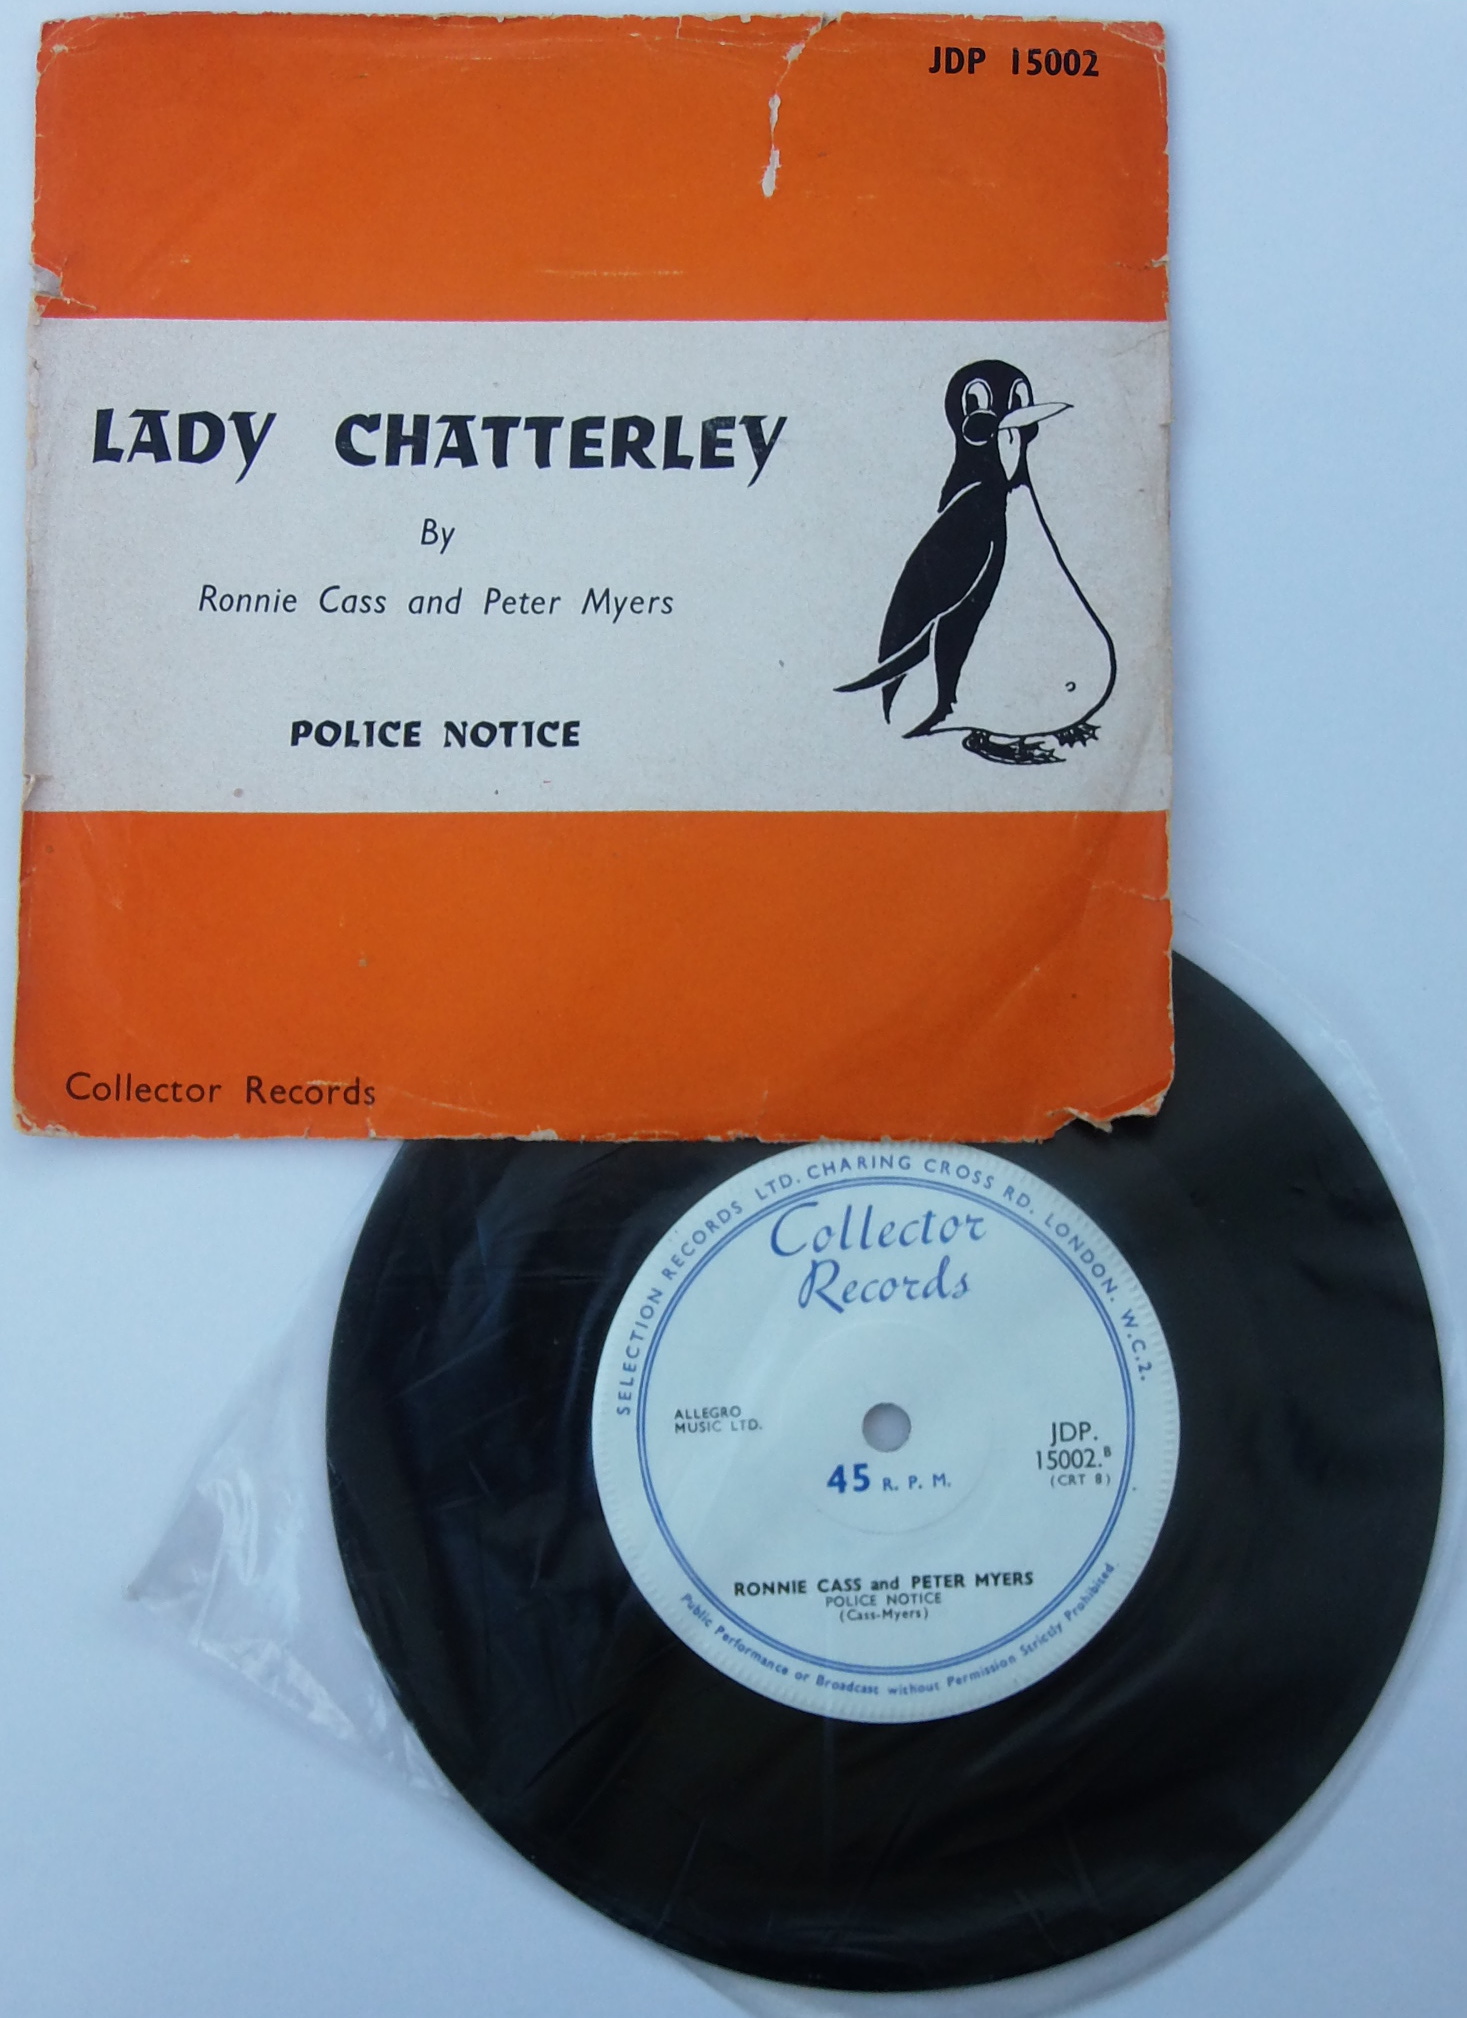 JDP 15002
LADY CHATTERLEY
By
Ronnie Cass and Peter Myers
POLICE NOTICE
Collector Records
SELECTION RECORDS LTD. CHARING CROSS RD. LONDON. W.C.2.
Collector
Records
ALLEGRO
MUSIC LTD.
JDP.
15002.B
(CRT 8)
45 R. P. M.
RONNIE CASS and PETER MYERS
POLICE NOTICE
(Cass-Myers)
Public Performance or Broadcast without Permission Strictly Prohibited